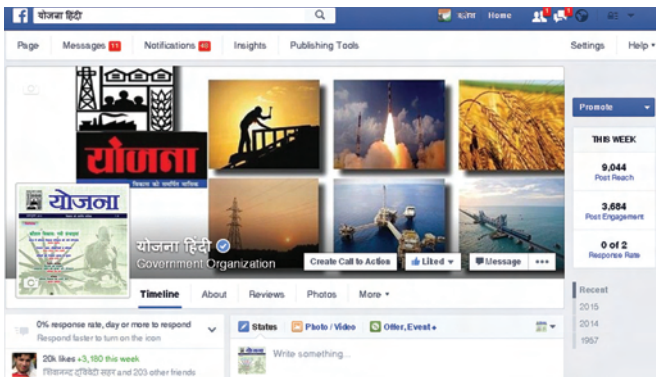 योजना हिंदी
Home
Page Messages 11 Notifications Insights Publishing Tools Settings Help
योजना
विकास को समर्पित मासिक
योजना
योजना हिंदी
Government Organization
Create Call to Action Liked Message
Timeline About Reviews Photos More
Promote
THIS WEEK
9,044
Post Reach
3,684
Post Engagement
0 of 2
Response Rate
Recent
2015
2014
1957
0% response rate, day or more to respond
Respond faster to turn on the icon
20k likes +3,180 this week
and 203 other friends
Status Photo / Video Offer, Event +
Write something...